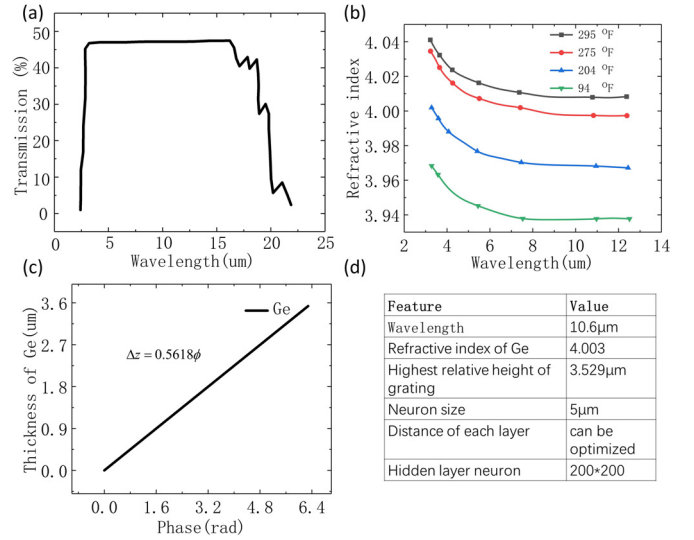 (a)
50
40
30
20
10
0
Transmission (%)
0
5
10
15
20
25
Wavelength(um)
(b)
4.04
4.02
4.00
3.98
3.96
3.94
Refractive index
295 °F
275 °F
204 °F
94 °F
2
4
6
8
10
12
14
Wavelength(um)
(c)
3.6
2.7
1.8
0.9
0.0
Thickness of Ge(um)
Ge
Δz = 0.5618ϕ
0.0
1.6
3.2
4.8
6.4
Phase(rad)
(d)
Feature Value
Wavelength 10.6μm
Refractive index of Ge 4.003
Highest relative height of 3.529μm
grating
Neuron size 5μm
Distance of each layer can be
optimized
Hidden layer neuron 200*200